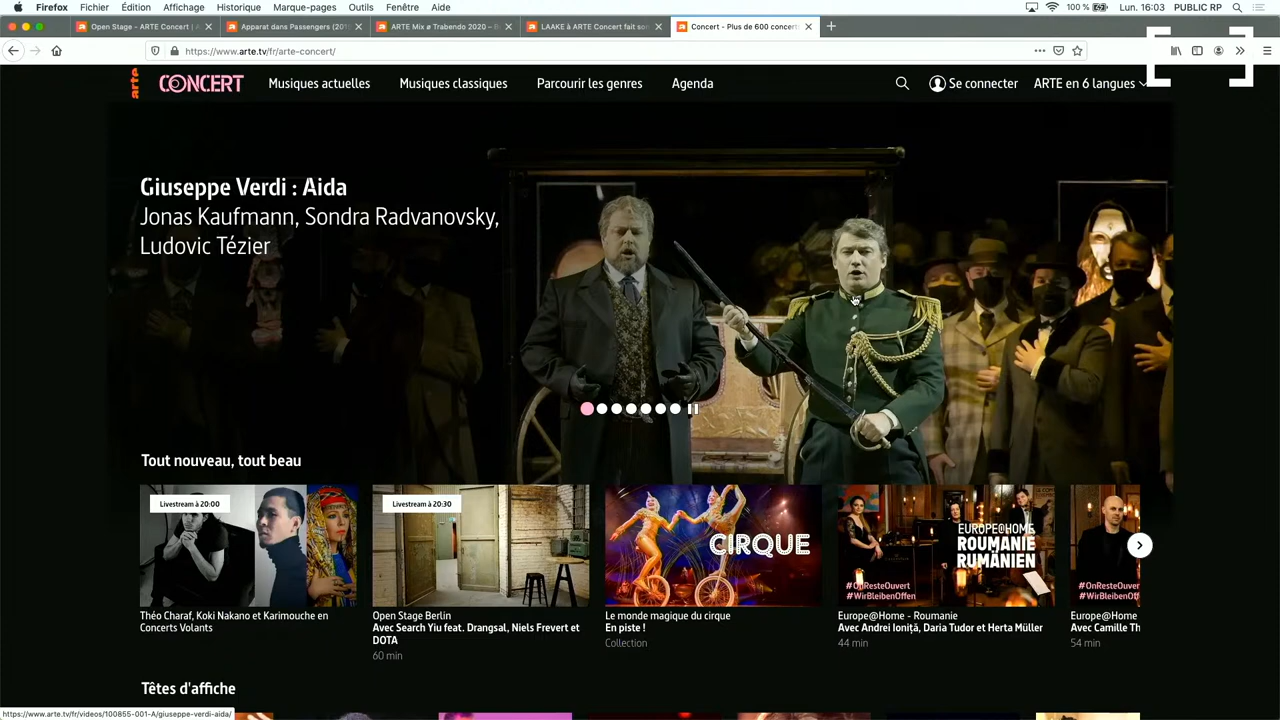 Firefox Fichier Édition Affichage Historique Marque-pages Outils Fenêtre Aide
100 % Lun. 16:03 PUBLIC RP
Open Stage - ARTE Concert |
Apparat dans Passengers (201
ARTE Mix ø Trabendo 2020 –
LAAKE à ARTE Concert fait so
Concert - Plus de 600 concert
https://www.arte.tv/fr/arte-concert/
arte CONCERT Musiques actuelles Musiques classiques Parcourir les genres Agenda Se connecter ARTE en 6 langues
Giuseppe Verdi : Aida
Jonas Kaufmann, Sondra Radvanovsky,
Ludovic Tézier
Tout nouveau, tout beau
Livestream à 20:00
Théo Charaf, Koki Nakano et Karimouche en
Concerts Volants
Livestream à 20:30
Open Stage Berlin
Avec Search Yiu feat. Drangsal, Niels Frevert et
DOTA
60 min
CIRQUE
Le monde magique du cirque
En piste !
Collection
EUROPE@HOME
ROUMANIE
RUMÄNIEN
#OnResteOuvert
#WirBleibenOffen
Europe@Home - Roumanie
Avec Andrei Ioniță, Daria Tudor et Herta Müller
44 min
#OnResteOuver
#WirBleibenOff
Europe@Home
Avec Camille Th
54 min
Têtes d'affiche
https://www.arte.tv/fr/videos/100855-001-A/giuseppe-verdi-aida/